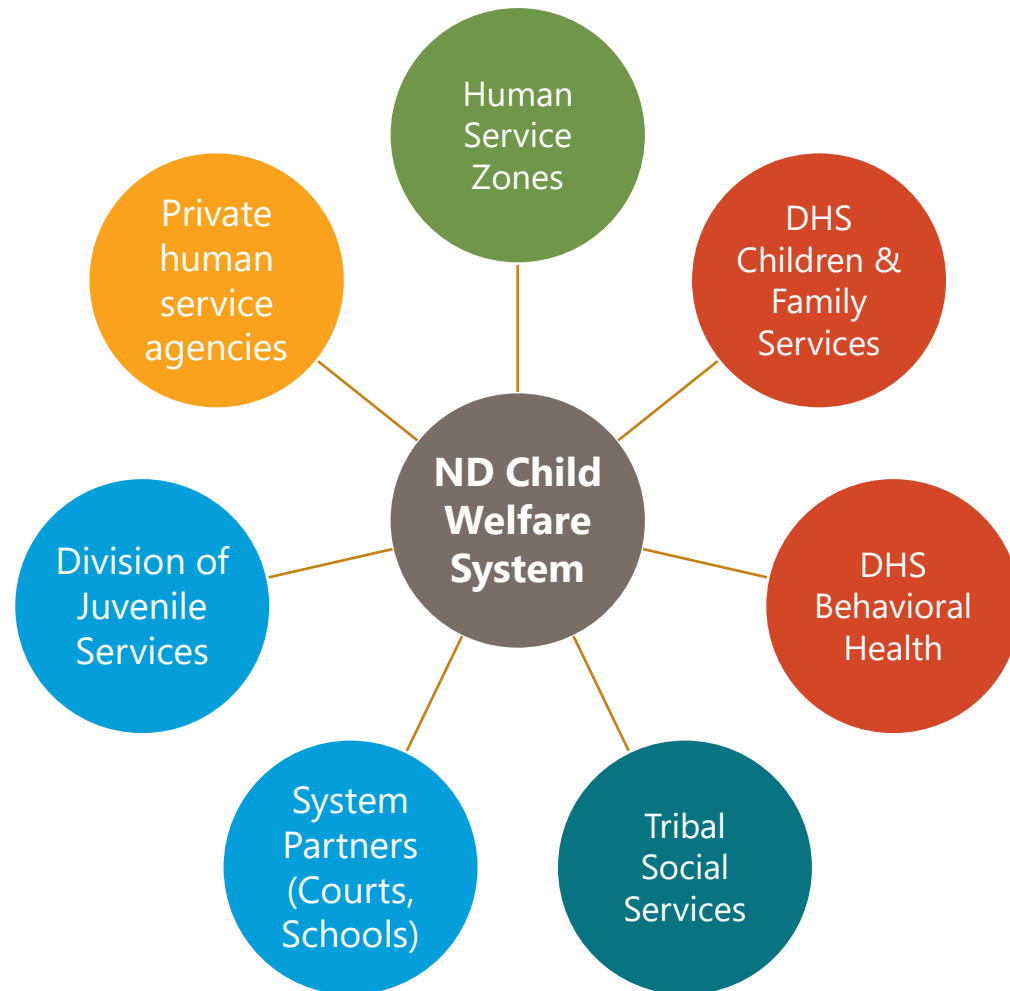 Human
Service
Zones
DHS
Children &
Family
Services
DHS
Behavioral
Health
Tribal
Social
Services
System
Partners
(Courts,
Schools)
Division of
Juvenile
Services
Private
human
service
agencies
ND Child
Welfare
System